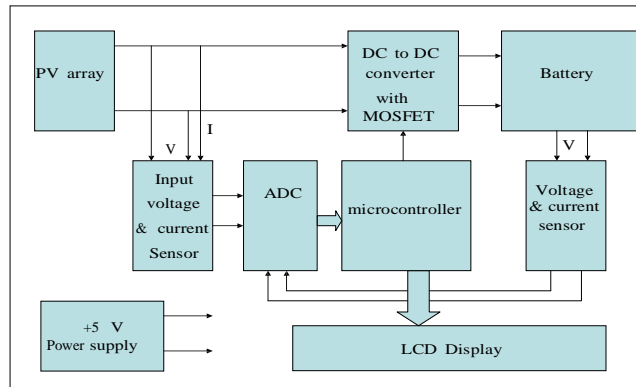 PV array
DC to DC
converter
with
MOSFET
Battery
I
V
V
Input
voltage
& current
Sensor
ADC
microcontroller
Voltage
& current
sensor
+5 V
Power supply
LCD Display